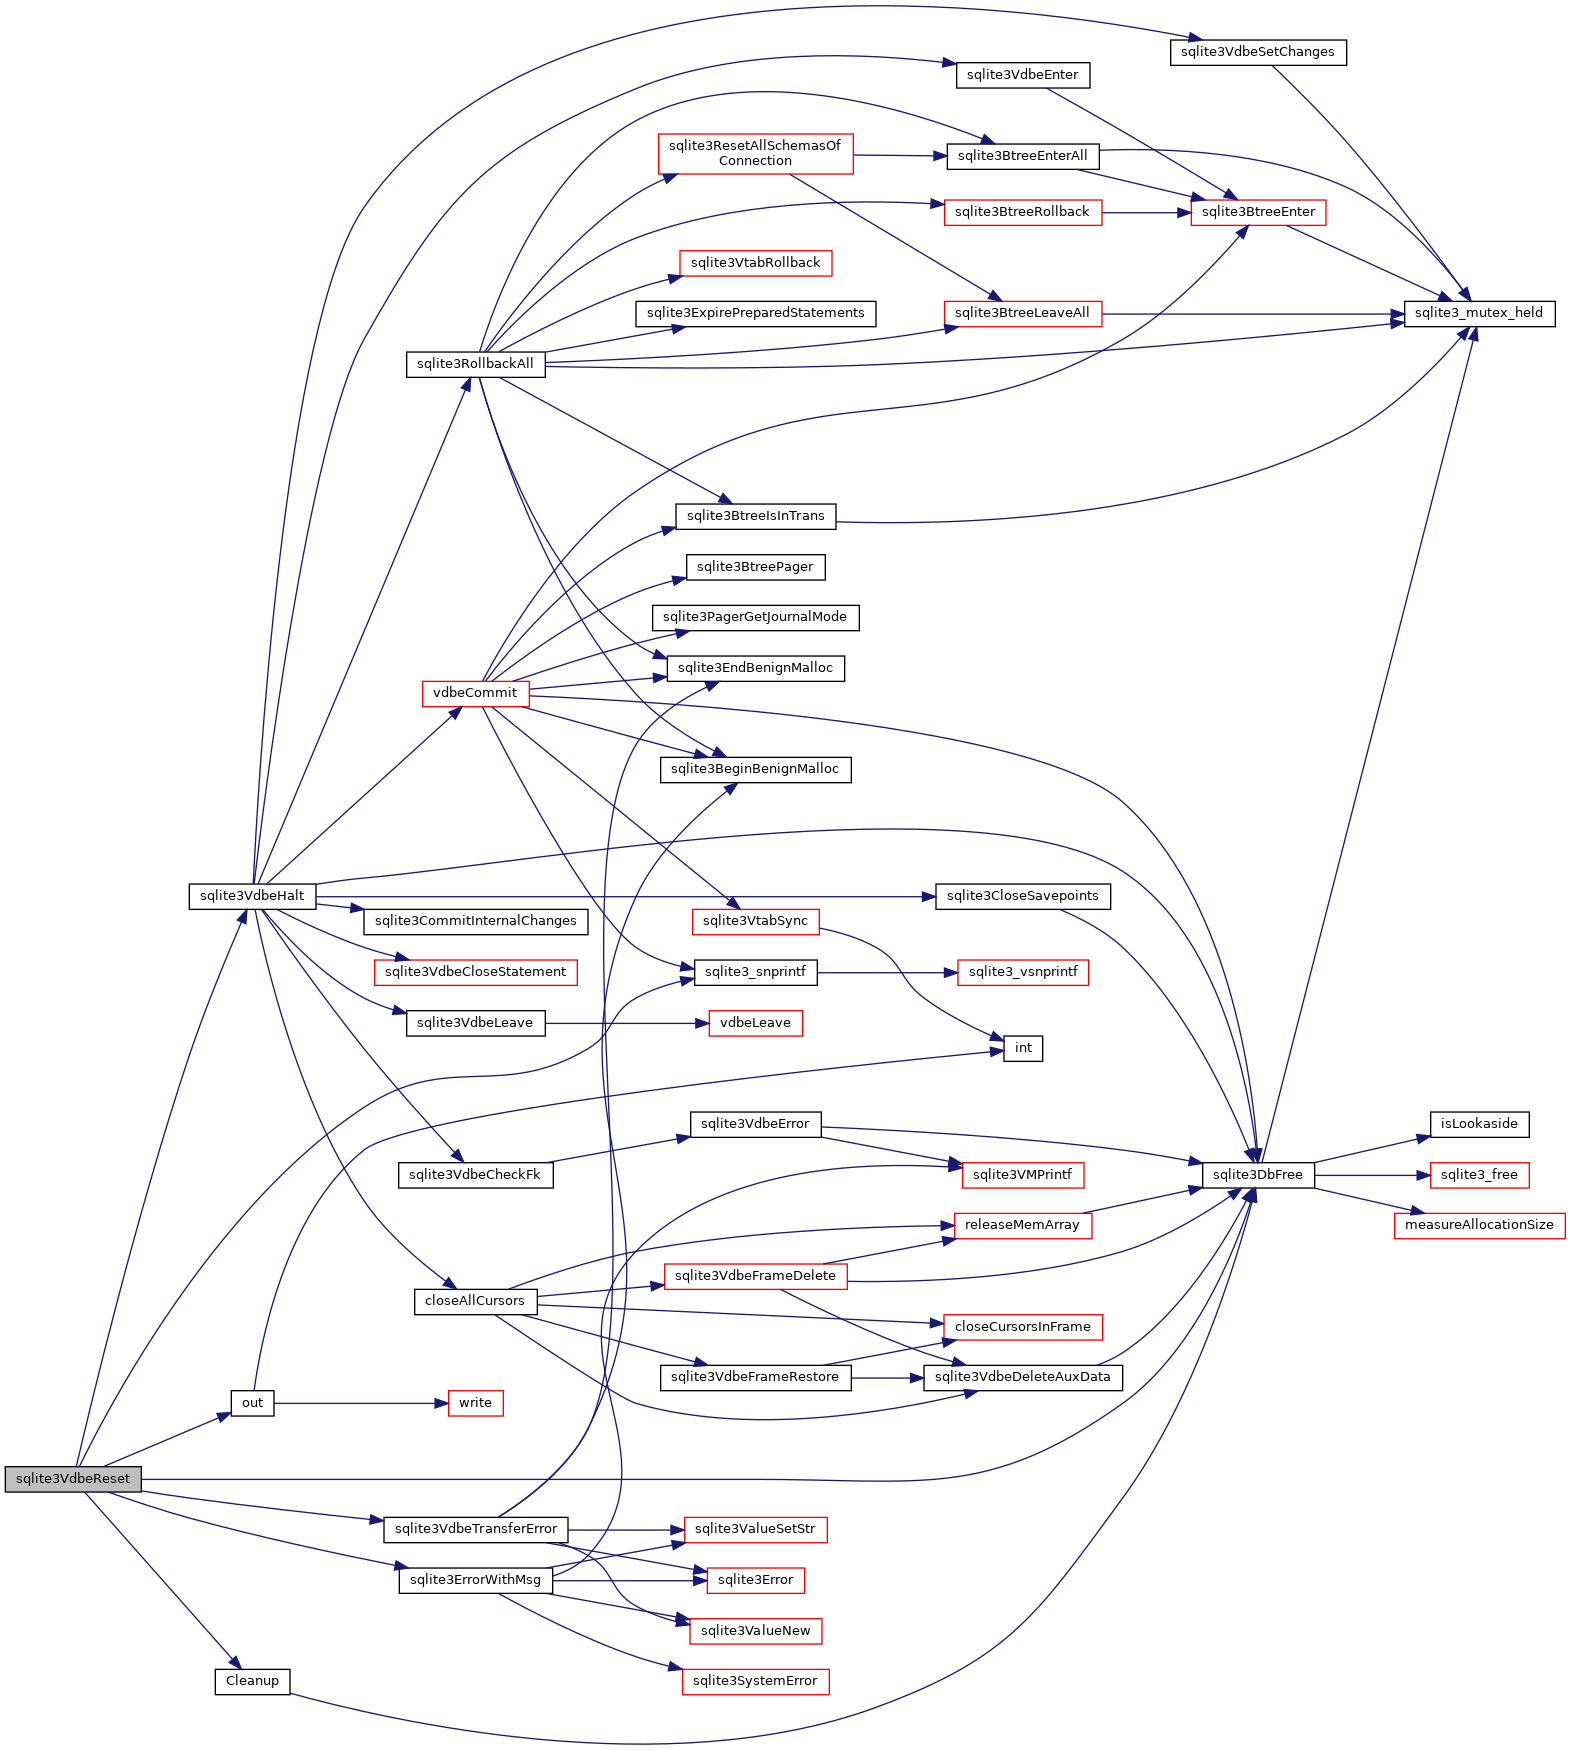 sqlite3VdbeSetChanges
sqlite3VdbeEnter
sqlite3ResetAllSchemasOf
Connection
sqlite3BtreeEnterAll
sqlite3BtreeRollback
sqlite3BtreeEnter
sqlite3VtabRollback
sqlite3ExpirePreparedStatements
sqlite3BtreeLeaveAll
sqlite3_mutex_held
sqlite3RollbackAll
sqlite3BtreeIsInTrans
sqlite3BtreePager
sqlite3PagerGetJournalMode
sqlite3EndBenignMalloc
vdbeCommit
sqlite3BeginBenignMalloc
sqlite3VdbeHalt
sqlite3CloseSavepoints
sqlite3CommitInternalChanges
sqlite3VtabSync
sqlite3VdbeCloseStatement
sqlite3_snprintf
sqlite3_vsnprintf
sqlite3VdbeLeave
vdbeLeave
int
sqlite3VdbeError
isLookaside
sqlite3VdbeCheckFk
sqlite3VMPrintf
sqlite3DbFree
sqlite3_free
releaseMemArray
measureAllocationSize
sqlite3VdbeFrameDelete
closeAllCursors
closeCursorsInFrame
sqlite3VdbeFrameRestore
sqlite3VdbeDeleteAuxData
out
write
sqlite3VdbeReset
sqlite3VdbeTransferError
sqlite3ValueSetStr
sqlite3ErrorWithMsg
sqlite3Error
sqlite3ValueNew
Cleanup
sqlite3SystemError